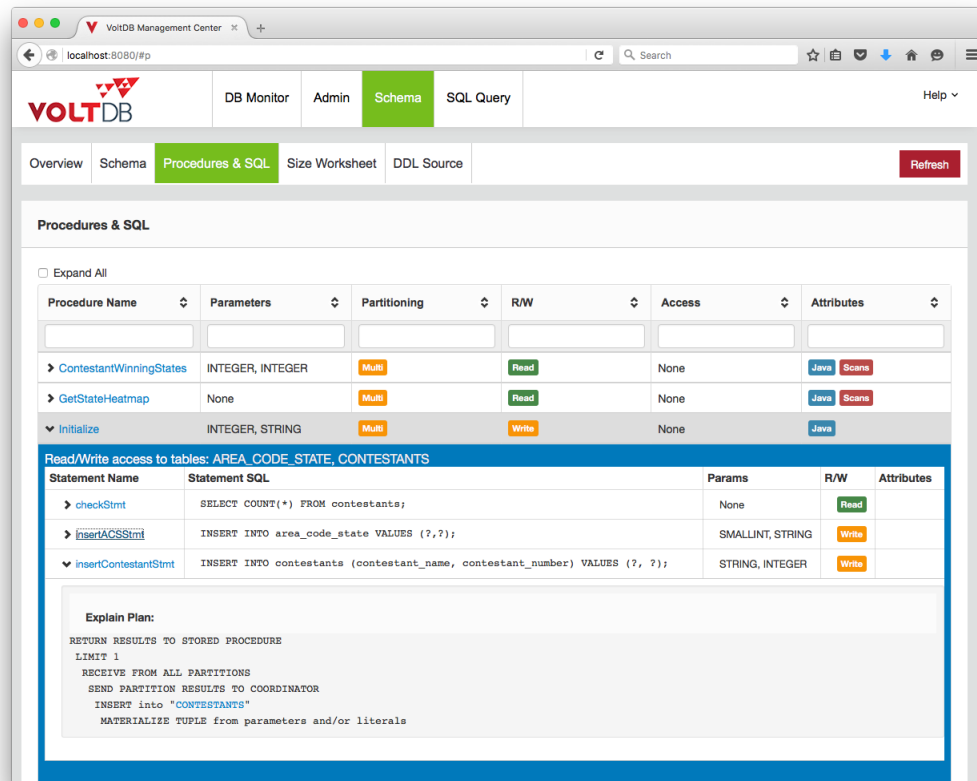 VoltDB Management Center
localhost:8080/#p
Search
VOLTDB
DB Monitor Admin Schema SQL Query Help
Overview Schema Procedures & SQL Size Worksheet DDL Source Refresh
Procedures & SQL
Expand All
Procedure Name Parameters Partitioning R/W Access Attributes
ContestantWinningStates INTEGER, INTEGER Multi Read None Java Scans
GetStateHeatmap None Multi Read None Java Scans
Initialize INTEGER, STRING Multi Write None Java
Read/Write access to tables: AREA_CODE_STATE, CONTESTANTS
Statement Name Statement SQL Params R/W Attributes
checkStmt SELECT COUNT(*) FROM contestants; None Read
insertACSStmt INSERT INTO area_code_state VALUES (?,?); SMALLINT, STRING Write
insertContestantStmt INSERT INTO contestants (contestant_name, contestant_number) VALUES (?, ?); STRING, INTEGER Write
Explain Plan:
RETURN RESULTS TO STORED PROCEDURE
LIMIT 1
RECEIVE FROM ALL PARTITIONS
SEND PARTITION RESULTS TO COORDINATOR
INSERT into "CONTESTANTS"
MATERIALIZE TUPLE from parameters and/or literals